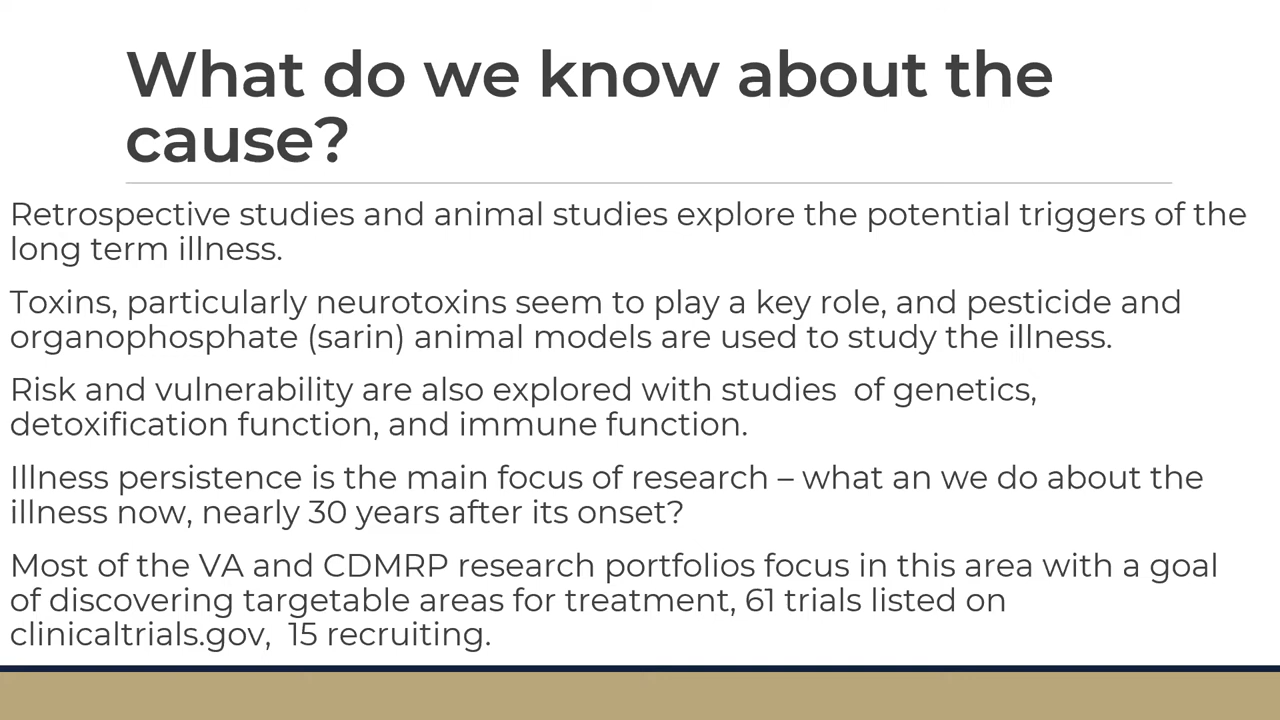 What do we know about the
cause?
Retrospective studies and animal studies explore the potential triggers of the
long term illness.
Toxins, particularly neurotoxins seem to play a key role, and pesticide and
organophosphate (sarin) animal models are used to study the illness.
Risk and vulnerability are also explored with studies  of genetics,
detoxification function, and immune function.
Illness persistence is the main focus of research – what an we do about the
illness now, nearly 30 years after its onset?
Most of the VA and CDMRP research portfolios focus in this area with a goal
of discovering targetable areas for treatment, 61 trials listed on
clinicaltrials.gov,  15 recruiting.